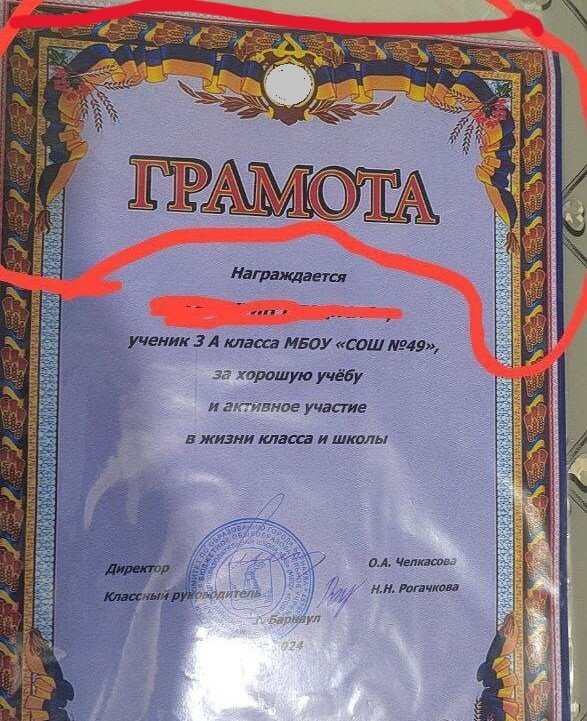 ГРАМОТА
Награждается
ученик 3 А класса МБОУ «СОШ №49»,
за хорошую учёбу
и активное участие
в жизни класса и школы
Директор О.А. Чепкасова
Классный руководитель Н.Н. Рогачкова
г. Барнаул
024